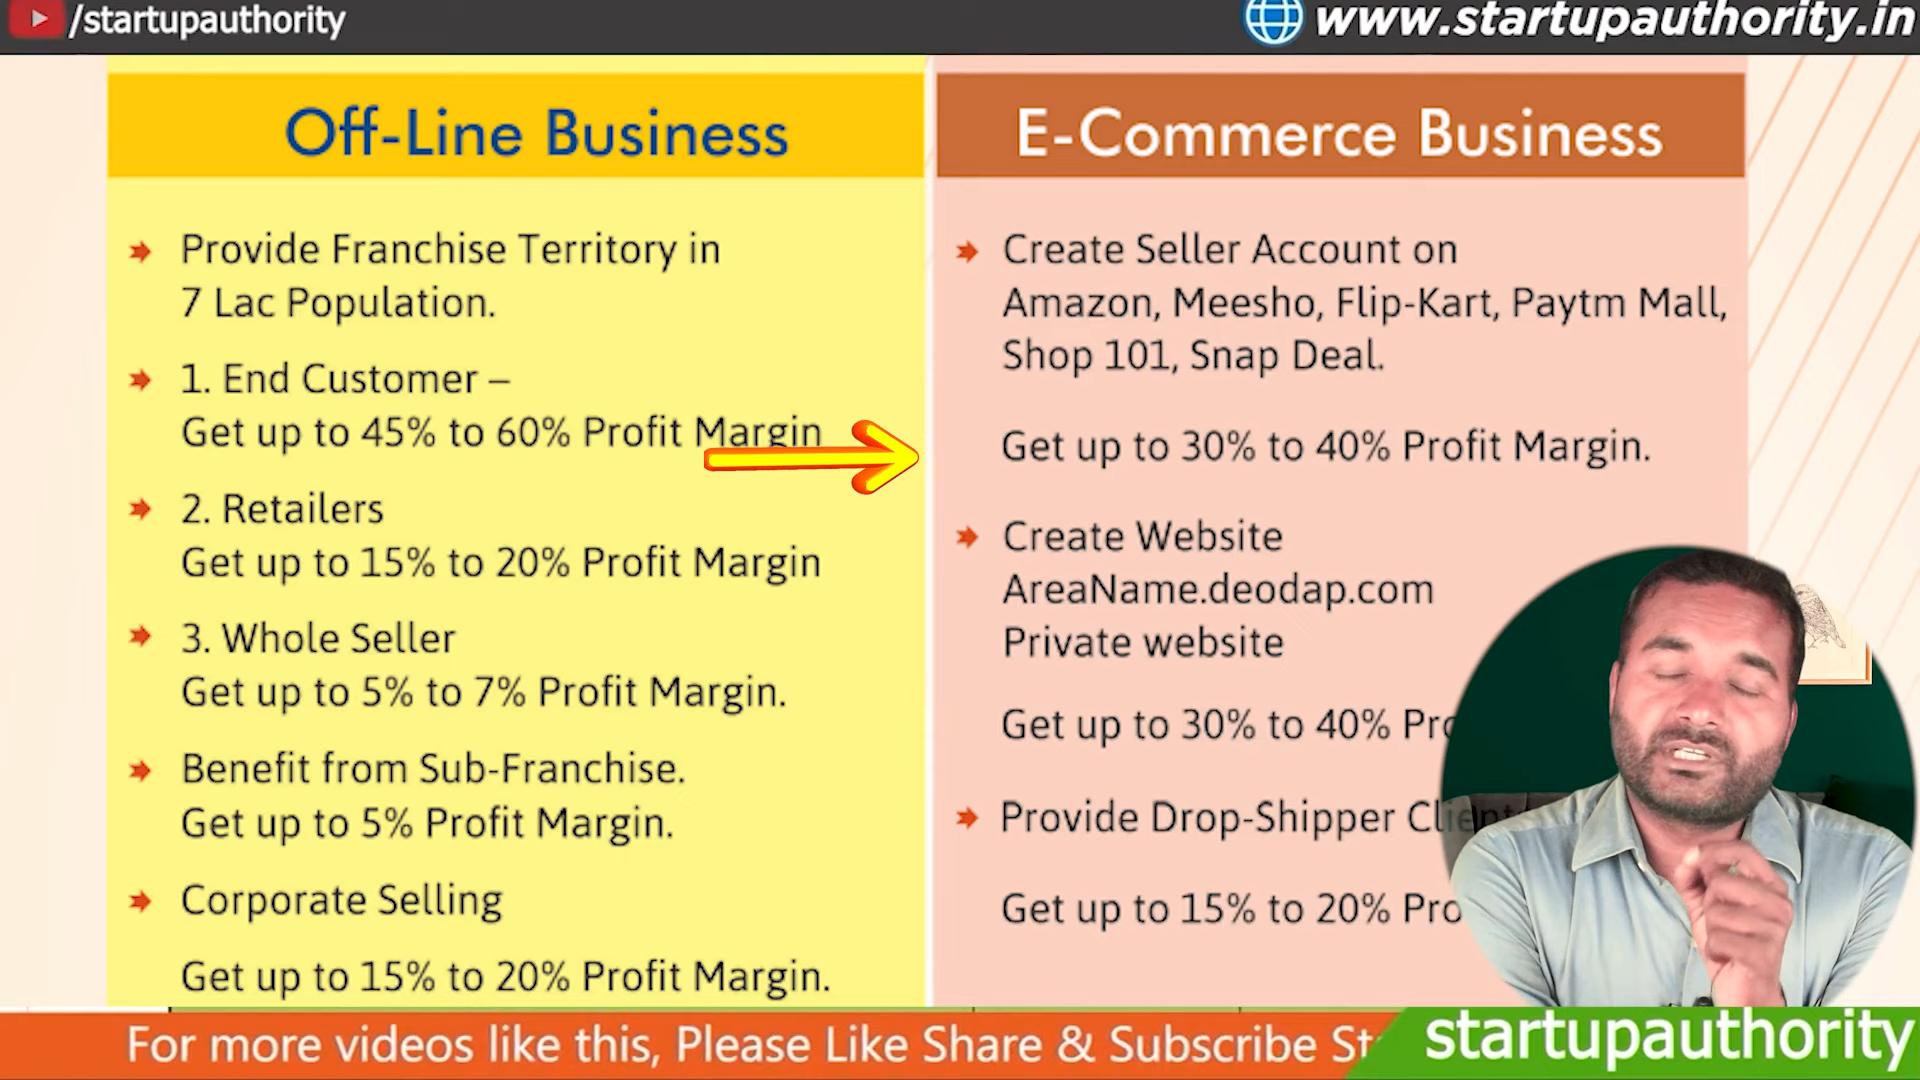 /startupauthority
www.startupauthority.in
Off-Line Business
Provide Franchise Territory in
7 Lac Population.
1. End Customer –
Get up to 45% to 60% Profit Margin
2. Retailers
Get up to 15% to 20% Profit Margin
3. Whole Seller
Get up to 5% to 7% Profit Margin.
Benefit from Sub-Franchise.
Get up to 5% Profit Margin.
Corporate Selling
Get up to 15% to 20% Profit Margin.
E-Commerce Business
Create Seller Account on
Amazon, Meesho, Flip-Kart, Paytm Mall,
Shop 101, Snap Deal.
Get up to 30% to 40% Profit Margin.
Create Website
AreaName.deodap.com
Private website
Get up to 30% to 40%
Provide Drop-Shipper
Get up to 15% to 20%
For more videos like this, Please Like Share & Subscribe
startupauthority